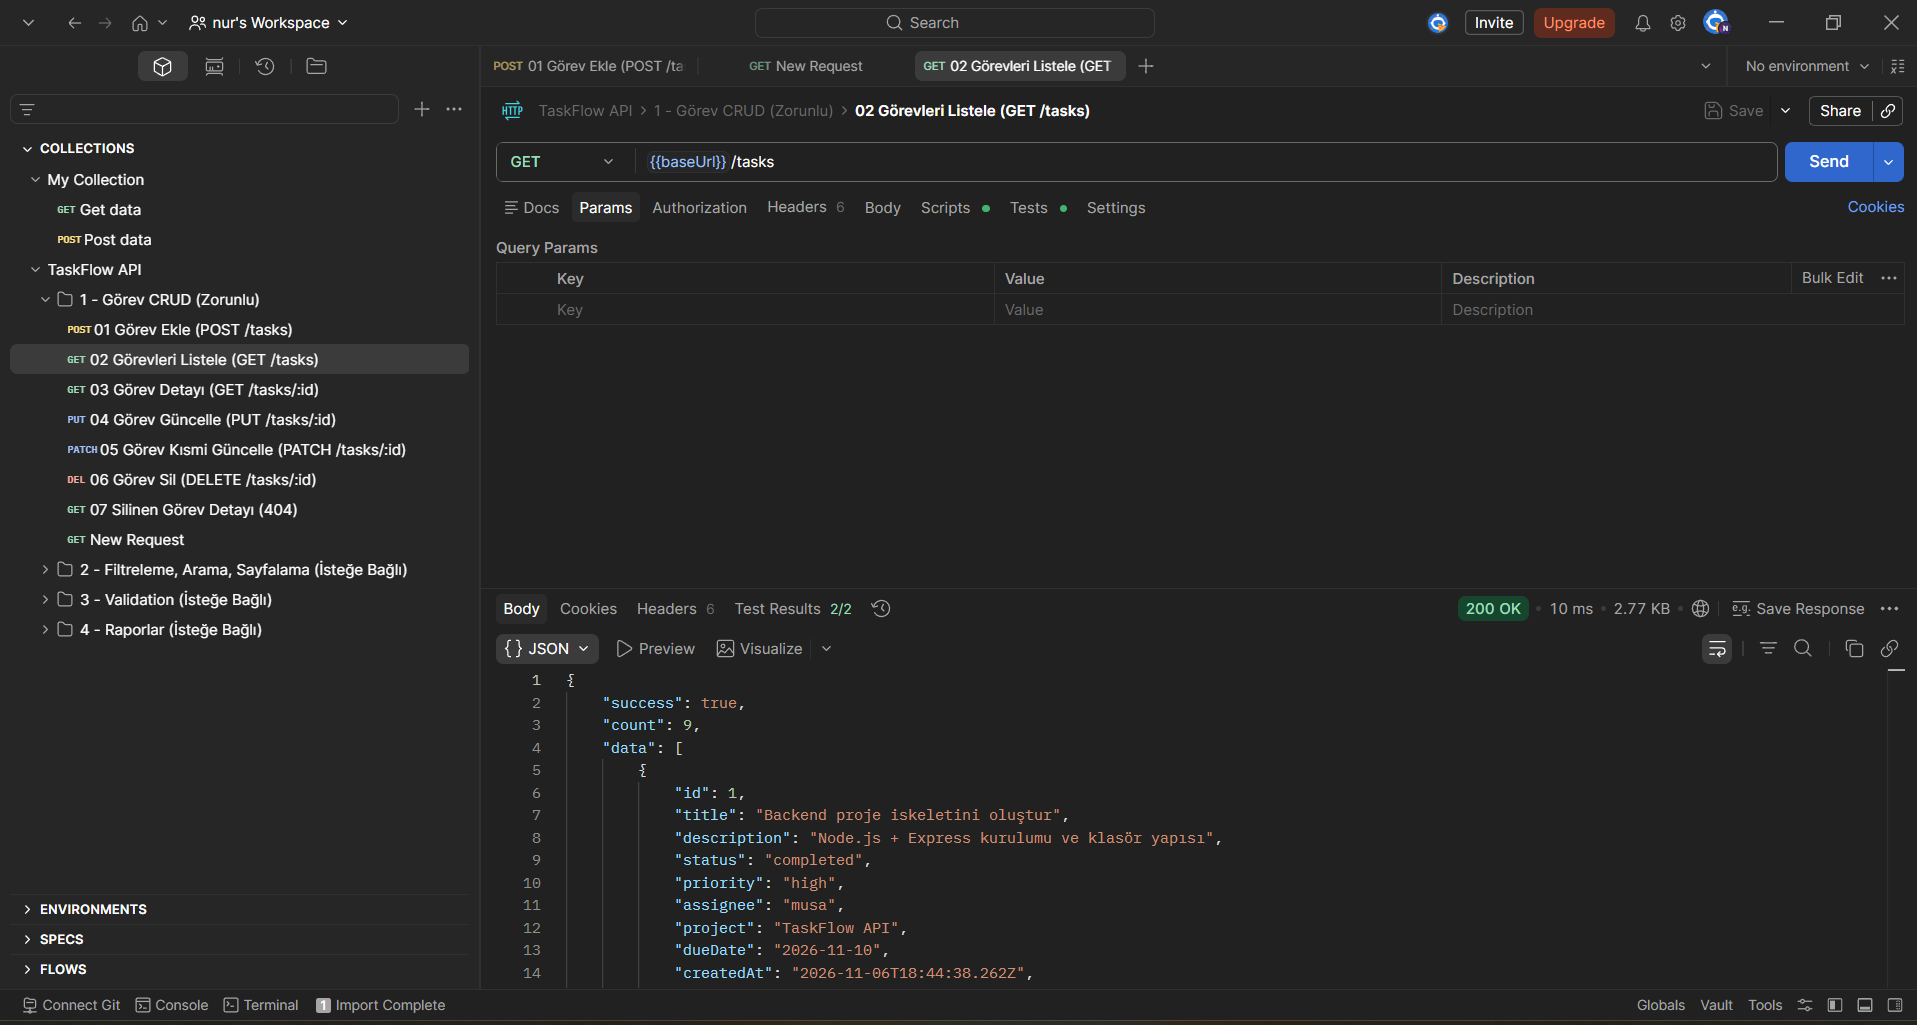 nur's Workspace
Search
Invite
Upgrade
POST 01 Görev Ekle (POST /ta
GET New Request
GET 02 Görevleri Listele (GET
No environment
HTTP TaskFlow API > 1 - Görev CRUD (Zorunlu) > 02 Görevleri Listele (GET /tasks)
Save
Share
COLLECTIONS
My Collection
GET Get data
POST Post data
TaskFlow API
1 - Görev CRUD (Zorunlu)
POST 01 Görev Ekle (POST /tasks)
GET 02 Görevleri Listele (GET /tasks)
GET 03 Görev Detayı (GET /tasks/:id)
PUT 04 Görev Güncelle (PUT /tasks/:id)
PATCH 05 Görev Kısmi Güncelle (PATCH /tasks/:id)
DEL 06 Görev Sil (DELETE /tasks/:id)
GET 07 Silinen Görev Detayı (404)
GET New Request
2 - Filtreleme, Arama, Sayfalama (İsteğe Bağlı)
3 - Validation (İsteğe Bağlı)
4 - Raporlar (İsteğe Bağlı)
ENVIRONMENTS
SPECS
FLOWS
GET {{baseUrl}} /tasks
Send
Docs Params Authorization Headers 6 Body Scripts Tests Settings
Cookies
Query Params
Key Value Description Bulk Edit
Key Value Description
Body Cookies Headers 6 Test Results 2/2
200 OK • 10 ms • 2.77 KB • e.g. Save Response
{} JSON Preview Visualize
1 {
2 "success": true,
3 "count": 9,
4 "data": [
5 {
6 "id": 1,
7 "title": "Backend proje iskeletini oluştur",
8 "description": "Node.js + Express kurulumu ve klasör yapısı",
9 "status": "completed",
10 "priority": "high",
11 "assignee": "musa",
12 "project": "TaskFlow API",
13 "dueDate": "2026-11-10",
14 "createdAt": "2026-11-06T18:44:38.262Z",
Connect Git Console Terminal 1 Import Complete
Globals Vault Tools